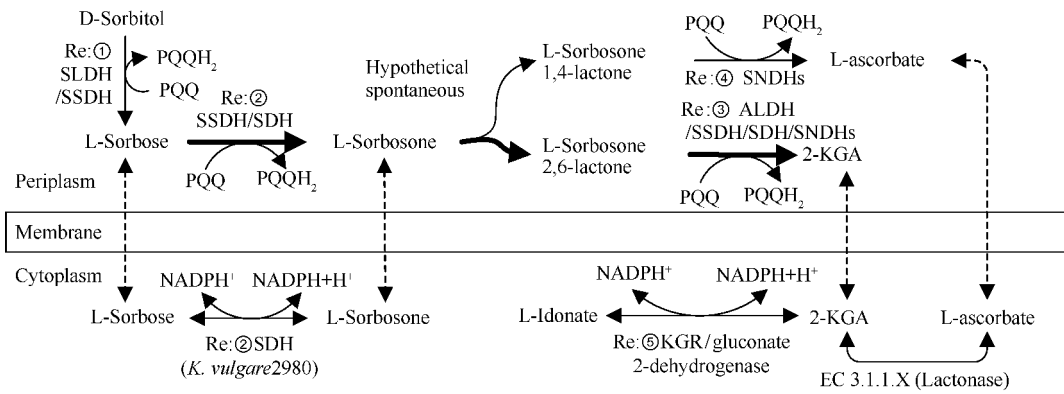 D-Sorbitol
Re:①
SLDH
/SSDH
PQQH2
PQQ
L-Sorbose
Re:②
SSDH/SDH
PQQ
PQQH2
Hypothetical
spontaneous
L-Sorbosone
L-Sorbosone
1,4-lactone
PQQ
PQQH2
Re:④ SNDHs
L-ascorbate
L-Sorbosone
2,6-lactone
Re:③ ALDH
/SSDH/SDH/SNDHs
2-KGA
PQQ
PQQH2
Periplasm
Membrane
Cytoplasm
NADPH+
NADPH+H+
L-Sorbose
L-Sorbosone
Re:②SDH
(K. vulgare2980)
NADPH+
NADPH+H+
L-Idonate
2-KGA
L-ascorbate
Re:⑤KGR/gluconate
2-dehydrogenase
EC 3.1.1.X (Lactonase)